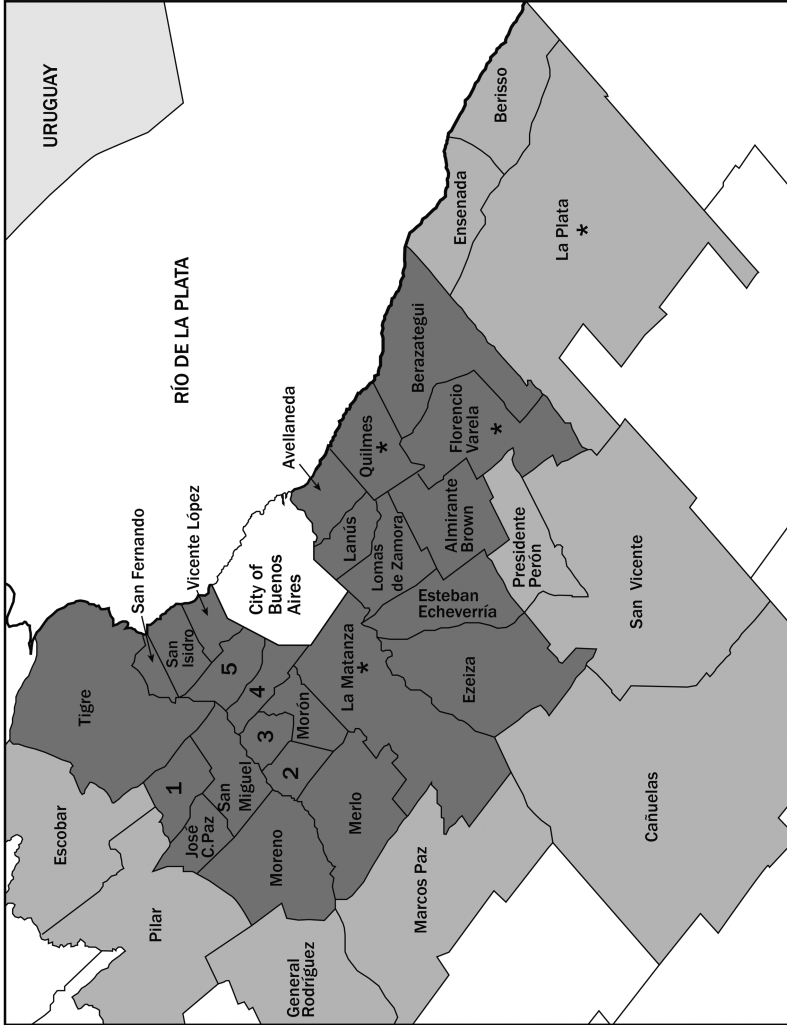 URUGUAY
RÍO DE LA PLATA
San Fernando
Vicente López
Avellaneda
City of
Buenos
Aires
Tigre
San
Isidro
5
4
3
2
1
Escobar
Pilar
José
C.Paz
San
Miguel
Moreno
Morón
Merlo
La Matanza
*
General
Rodríguez
Marcos Paz
Lanús
Lomas
de Zamora
Quilmes
*
Berazategui
Florencio
Varela
*
Almirante
Brown
Esteban
Echeverría
Ezeiza
Presidente
Perón
San Vicente
Cañuelas
Ensenada
Berisso
La Plata
*